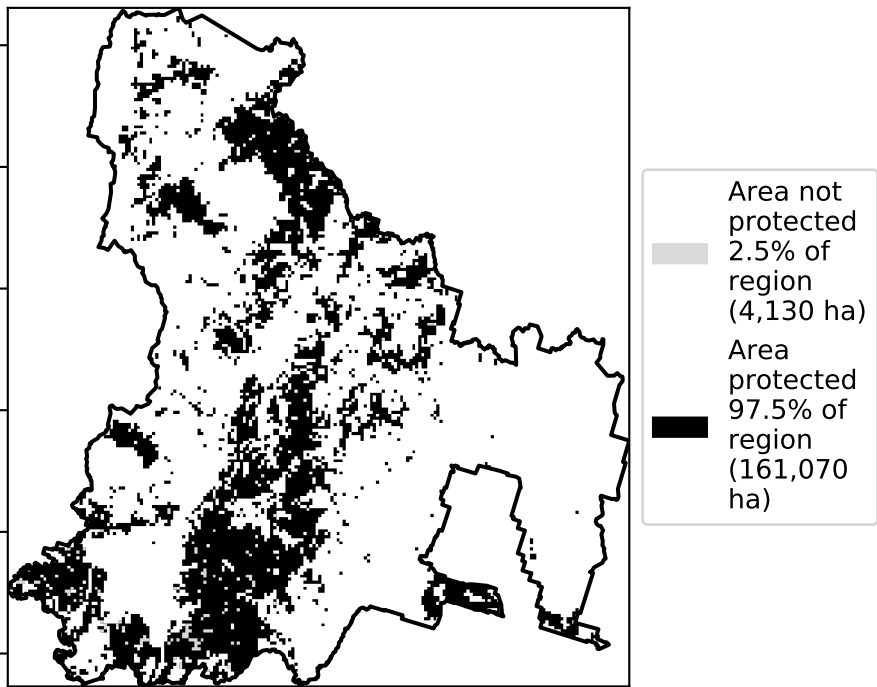 Area not
protected
2.5% of
region
(4,130 ha)
Area
protected
97.5% of
region
(161,070
ha)